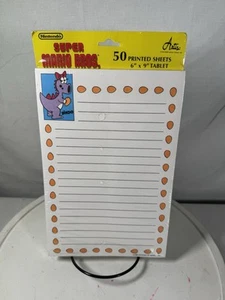 Nintendo
SUPER
MARIO BROS.
50 PRINTED SHEETS
6" x 9" TABLET